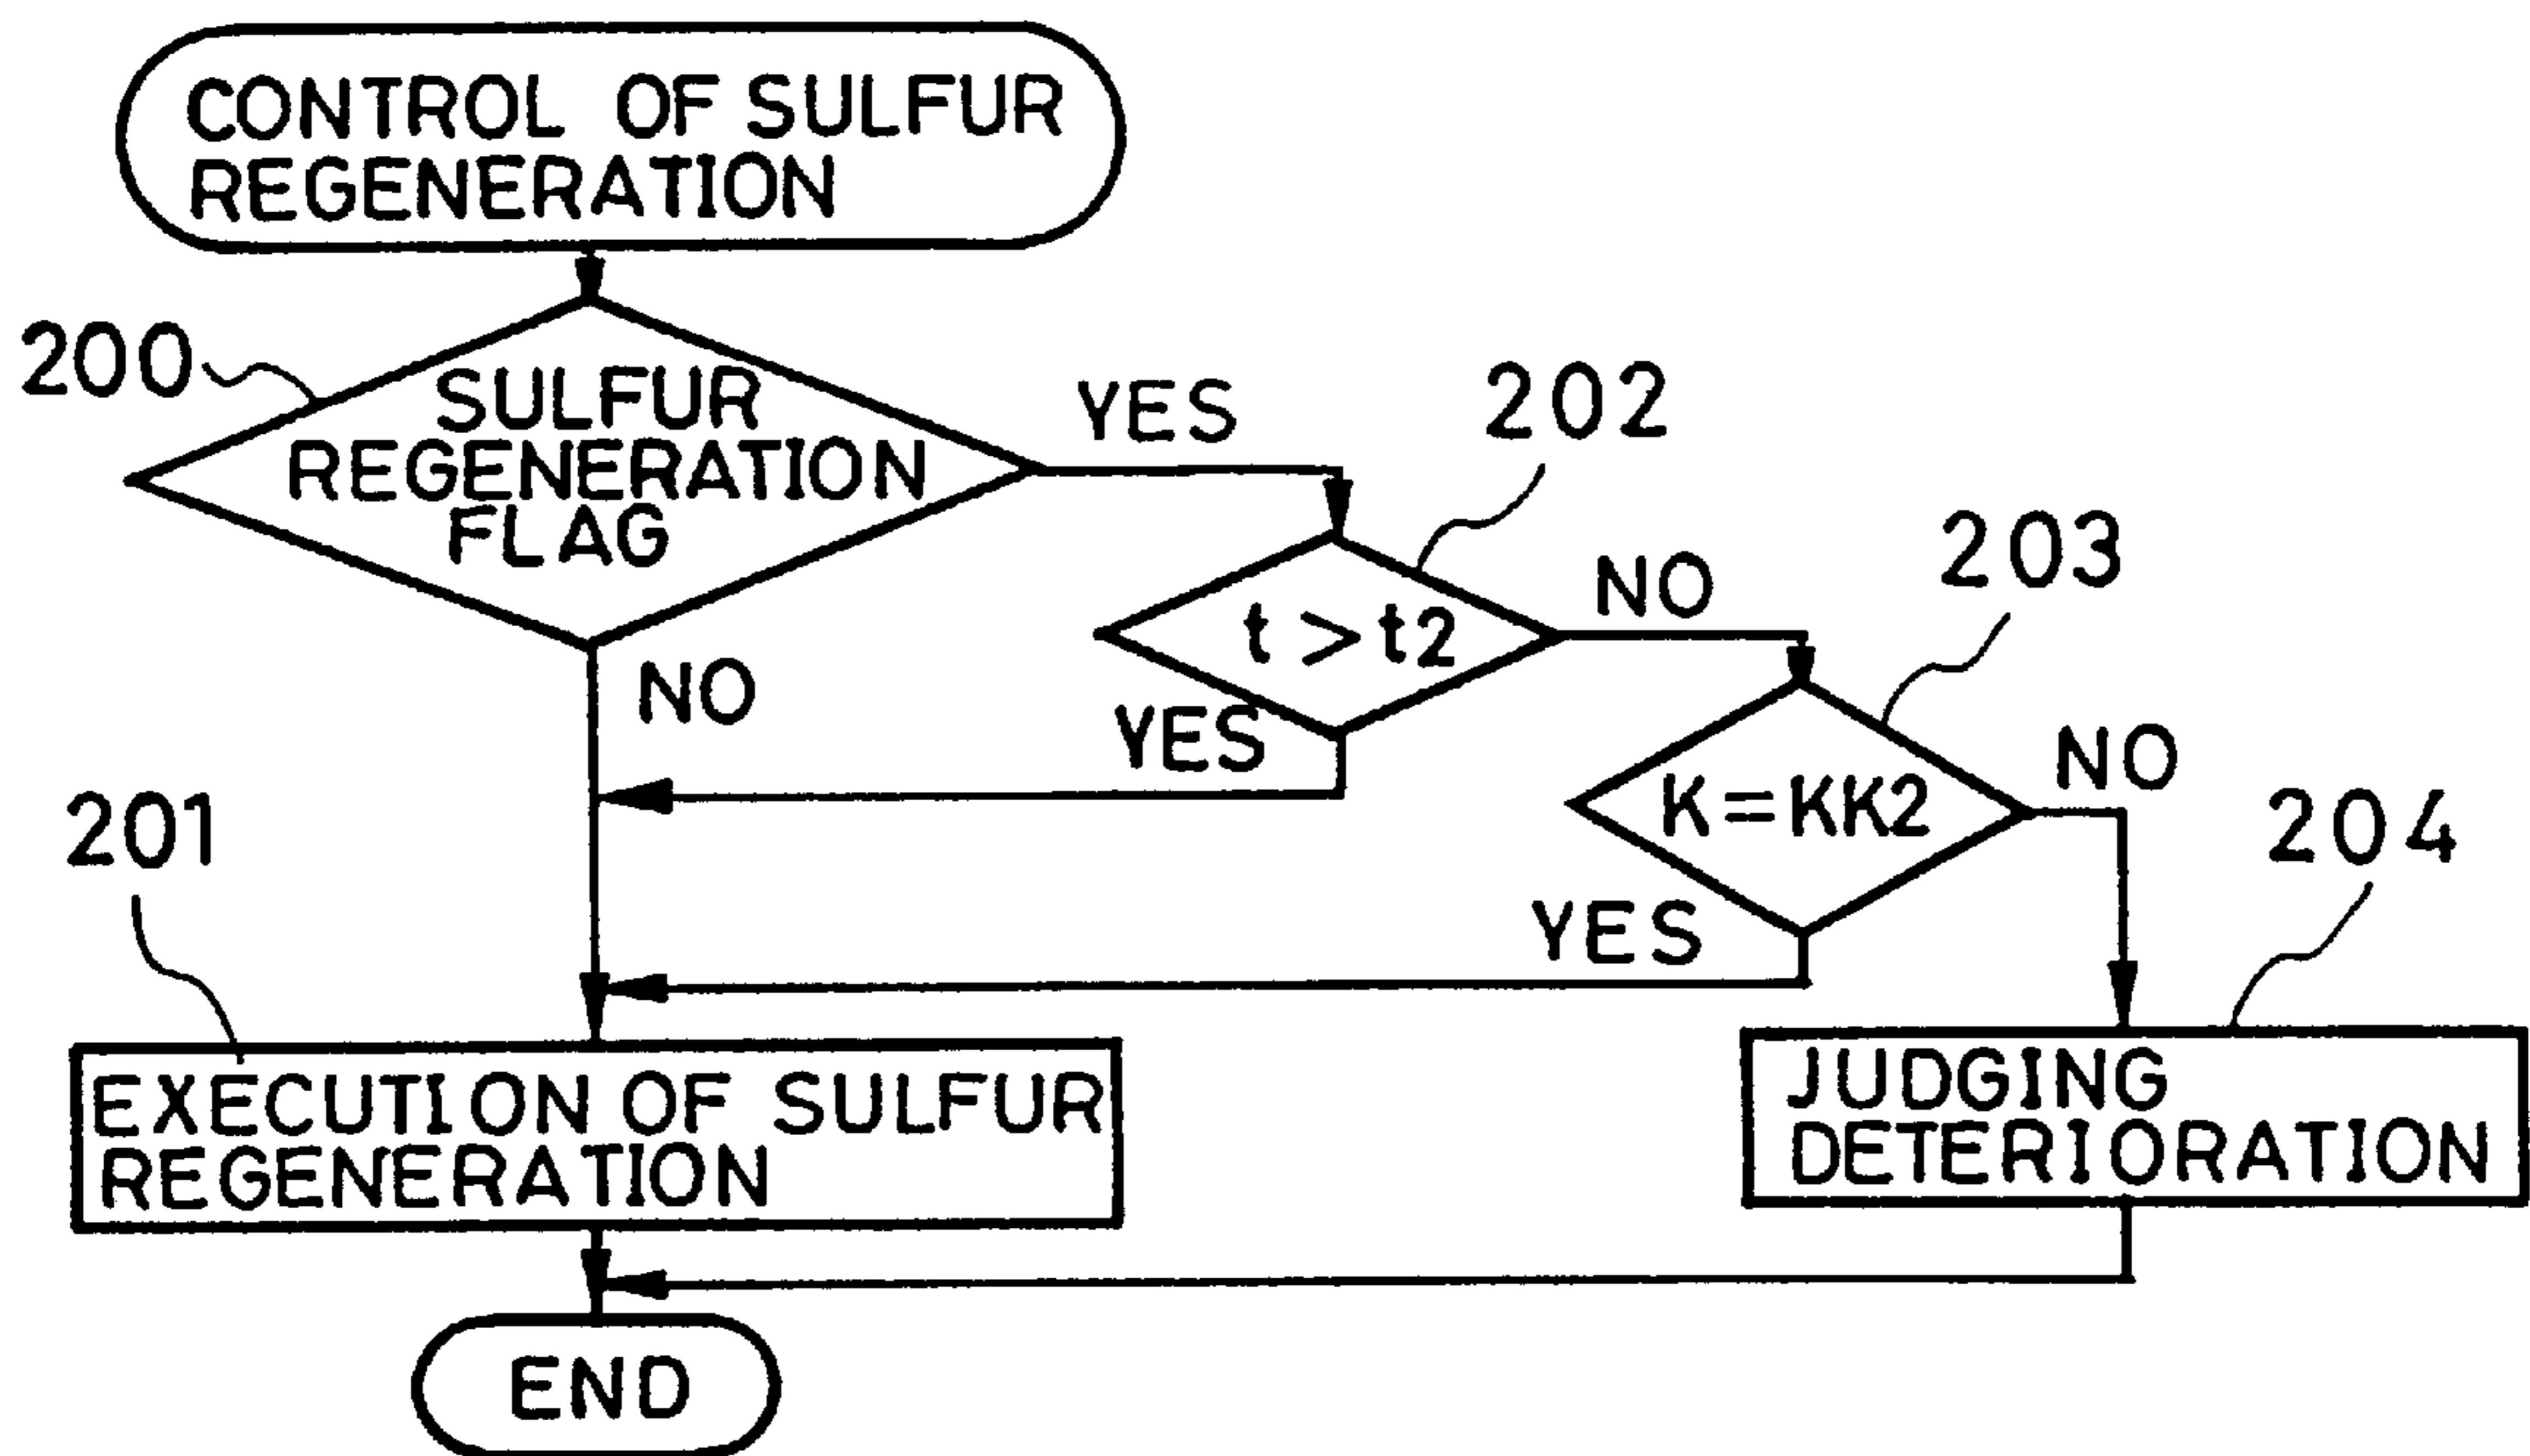 CONTROL OF SULFUR
REGENERATION
200
SULFUR
REGENERATION
FLAG
YES
202
t > t2
NO
203
NO
YES
K=KK2
NO
201
YES
204
EXECUTION OF SULFUR
REGENERATION
JUDGING
DETERIORATION
END